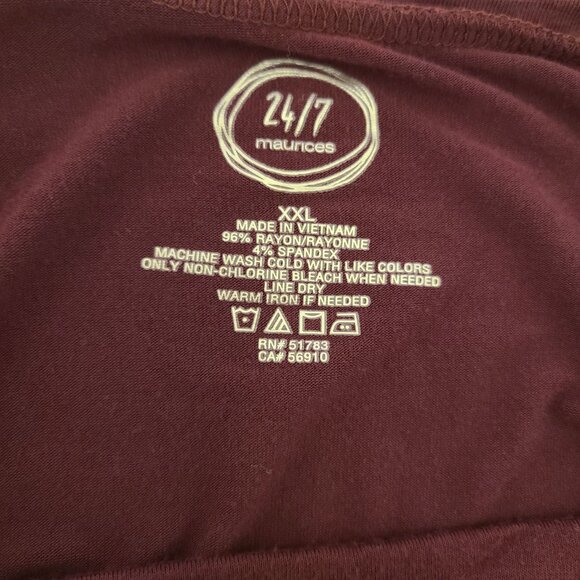 24/7
maurices
XXL
MADE IN VIETNAM
96% RAYON/RAYONNE
4% SPANDEX
MACHINE WASH COLD WITH LIKE COLORS
ONLY NON-CHLORINE BLEACH WHEN NEEDED
LINE DRY
WARM IRON IF NEEDED
RN# 51783
CA# 56910